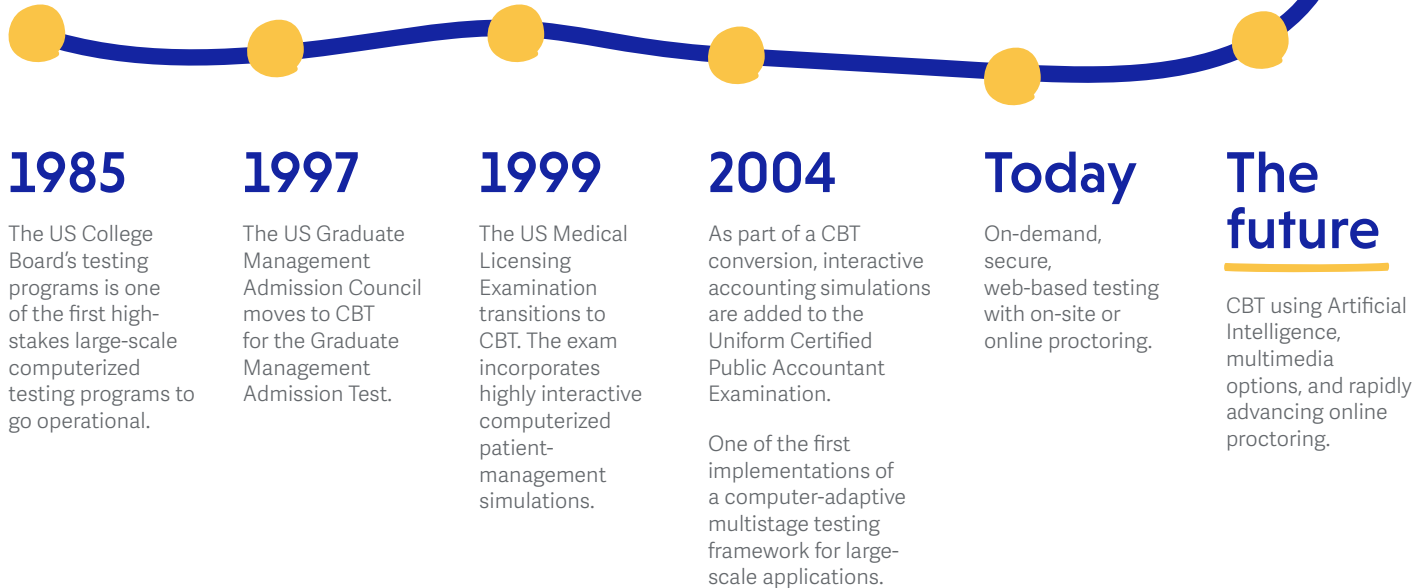 1985
The US College
Board's testing
programs is one
of the first high-
stakes large-scale
computerized
testing programs to
go operational.
1997
The US Graduate
Management
Admission Council
moves to CBT
for the Graduate
Management
Admission Test.
1999
The US Medical
Licensing
Examination
transitions to
CBT. The exam
incorporates
highly interactive
computerized
patient-
management
simulations.
2004
As part of a CBT
conversion, interactive
accounting simulations
are added to the
Uniform Certified
Public Accountant
Examination.
One of the first
implementations of
a computer-adaptive
multistage testing
framework for large-
scale applications.
Today
On-demand,
secure,
web-based testing
with on-site or
online proctoring.
The
future
CBT using Artificial
Intelligence,
multimedia
options, and rapidly
advancing online
proctoring.